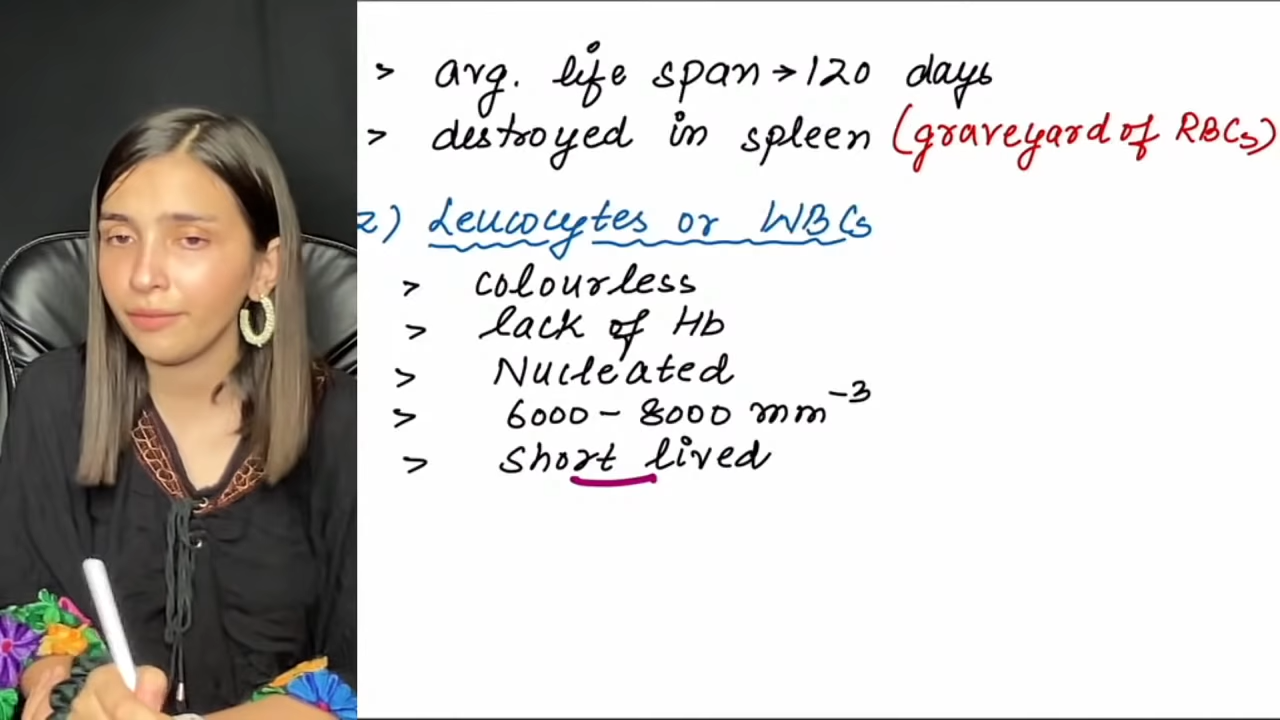 > avg. life span → 120 days
> destroyed in spleen (graveyard of RBCs)
2) Leucocytes or WBCs
> Colourless
> lack of Hb
> Nucleated
> 6000 - 8000 mm⁻³
> Short lived